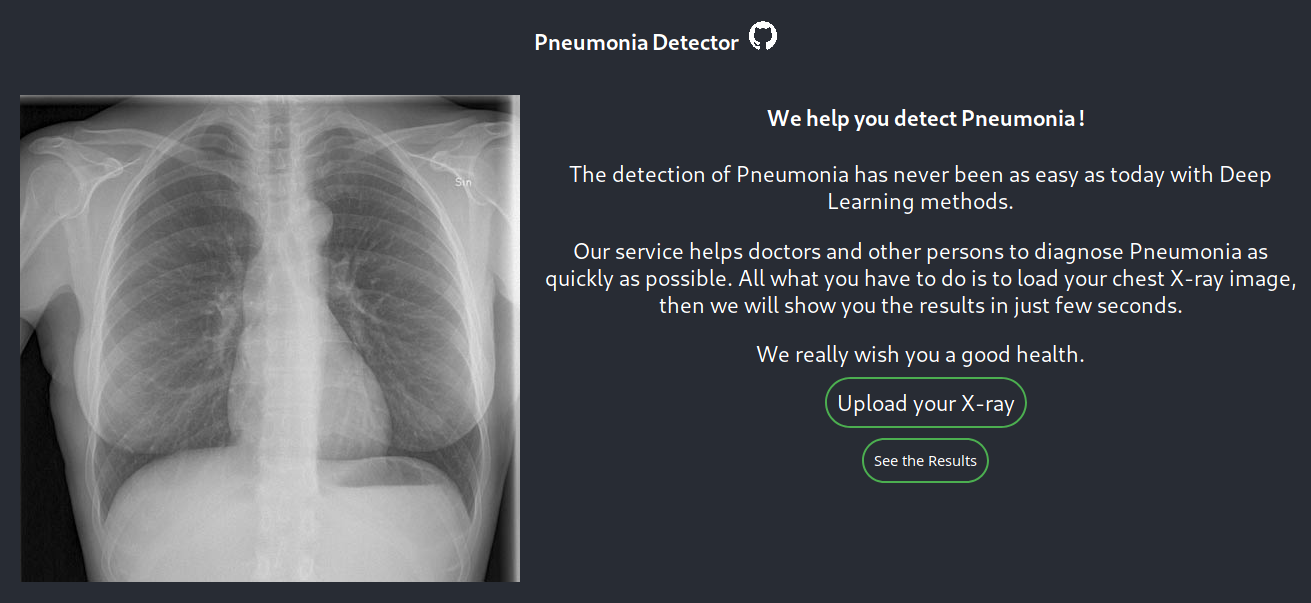 Pneumonia Detector
Sin
We help you detect Pneumonia !
The detection of Pneumonia has never been as easy as today with Deep
Learning methods.
Our service helps doctors and other persons to diagnose Pneumonia as
quickly as possible. All what you have to do is to load your chest X-ray image,
then we will show you the results in just few seconds.
We really wish you a good health.
Upload your X-ray
See the Results